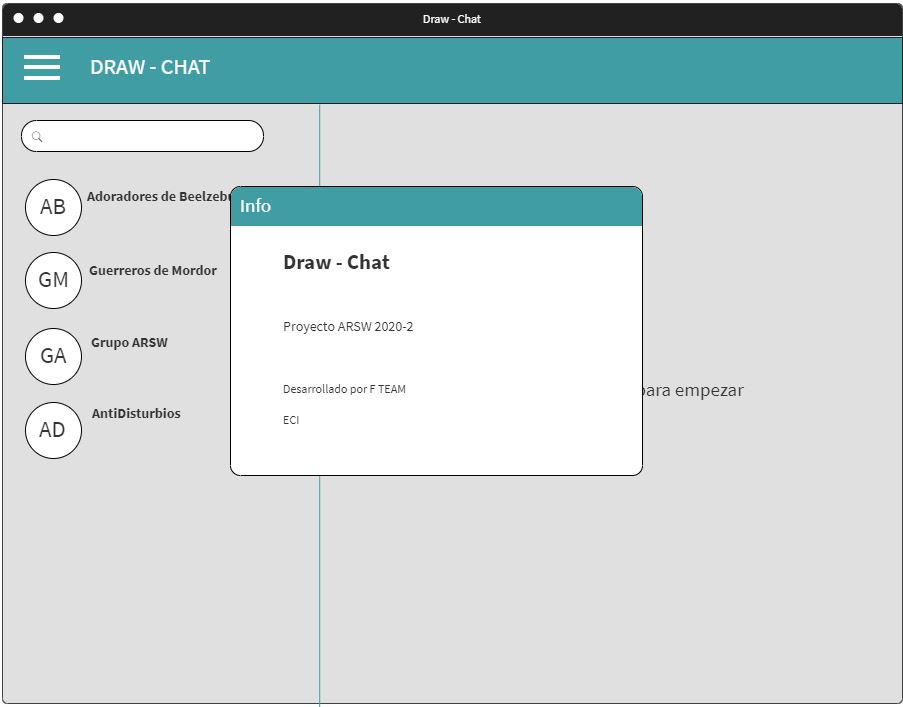 Draw - Chat
DRAW - CHAT
AB
Adoradores de
GM
Guerreros de Mordor
GA
Grupo ARSW
AD
AntiDisturbios
Info
Draw - Chat
Proyecto ARSW 2020-2
Desarrollado por F TEAM
ECI
para empezar